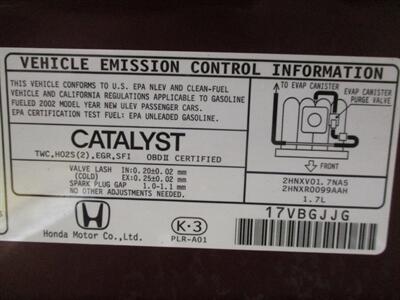 VEHICLE EMISSION CONTROL INFORMATION
THIS VEHICLE CONFORMS TO U.S. EPA NLEV AND CLEAN-FUEL
VEHICLE AND CALIFORNIA REGULATIONS APPLICABLE TO GASOLINE
FUELED 2002 MODEL YEAR NEW ULEV PASSENGER CARS.
EPA CERTIFICATION TEST FUEL: EPA UNLEADED GASOLINE.
CATALYST
TWC,HO2S(2),EGR,SFI OBDII CERTIFIED
VALVE LASH IN:0.20±0.02 mm
(COLD) EX:0.25±0.02 mm
SPARK PLUG GAP 1.0-1.1 mm
NO ADJUSTMENTS NEEDED.
Honda Motor Co.,Ltd.
K-3
PLR-A01
TO EVAP CANISTER
EVAP CANISTER
PURGE VALVE
FRONT
2HNXV01.7NA5
2HNXR0099AAH
1.7L
17VBGJJG